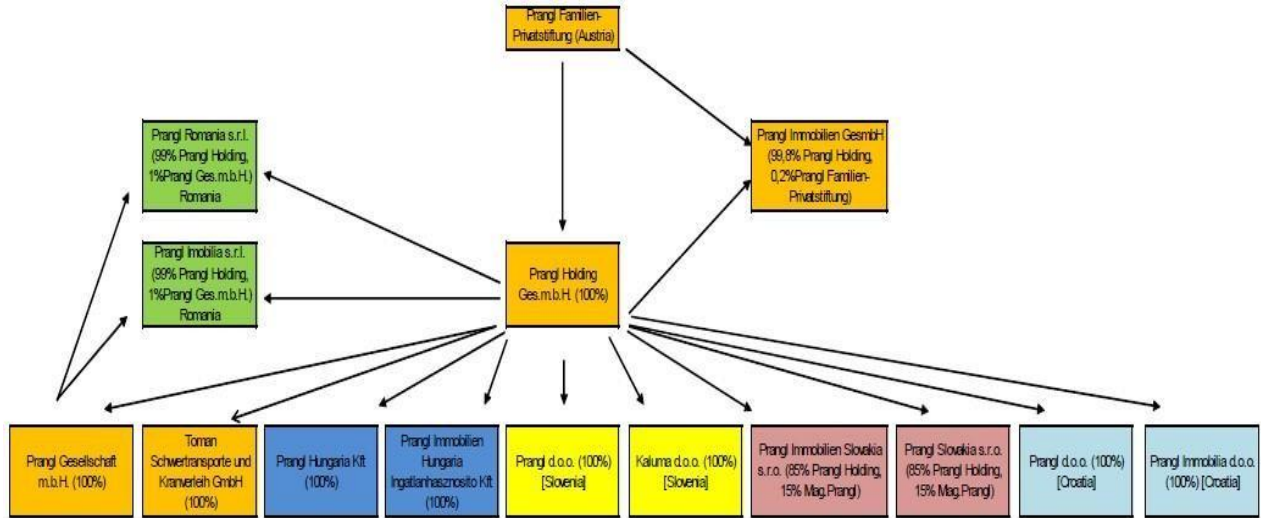 Prangl Familien-
Privatstiftung (Austria)
Prangl Romania s.r.l.
(99% Prangl Holding,
1%Prangl Ges.m.b.H.)
Romania
Prangl Immobilien GesmbH
(99,8% Prangl Holding,
0,2%Prangl Familien-
Privatstiftung)
Prangl Imobilia s.r.l.
(99% Prangl Holding,
1%Prangl Ges.m.b.H.)
Romania
Prangl Holding
Ges.m.b.H. (100%)
Prangl Gesellschaft
m.b.H. (100%)
Toman
Schwertransporte und
Kranverleih GmbH
(100%)
Prangl Hungaria Kft
(100%)
Prangl Immobilien
Hungaria
Ingatlanhasznosito Kft
(100%)
Prangl d.o.o. (100%)
[Slovenia]
Kaluma d.o.o. (100%)
[Slovenia]
Prangl Immobilien Slovakia
s.r.o. (85% Prangl Holding,
15% Mag.Prangl)
Prangl Slovakia s.r.o.
(85% Prangl Holding,
15% Mag.Prangl)
Prangl d.o.o. (100%)
[Croatia]
Prangl Immobilia d.o.o.
(100%) [Croatia]